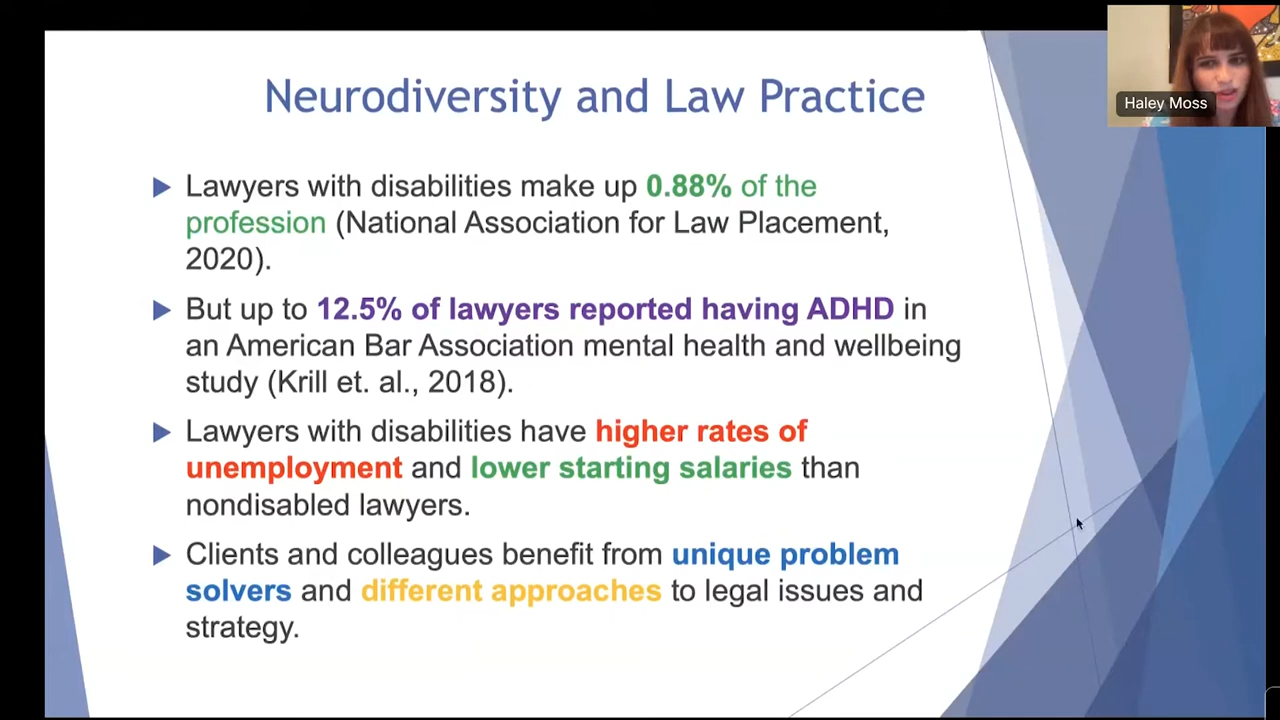 Neurodiversity and Law Practice
Haley Moss
Lawyers with disabilities make up 0.88% of the
profession (National Association for Law Placement,
2020).
But up to 12.5% of lawyers reported having ADHD in
an American Bar Association mental health and wellbeing
study (Krill et. al., 2018).
Lawyers with disabilities have higher rates of
unemployment and lower starting salaries than
nondisabled lawyers.
Clients and colleagues benefit from unique problem
solvers and different approaches to legal issues and
strategy.